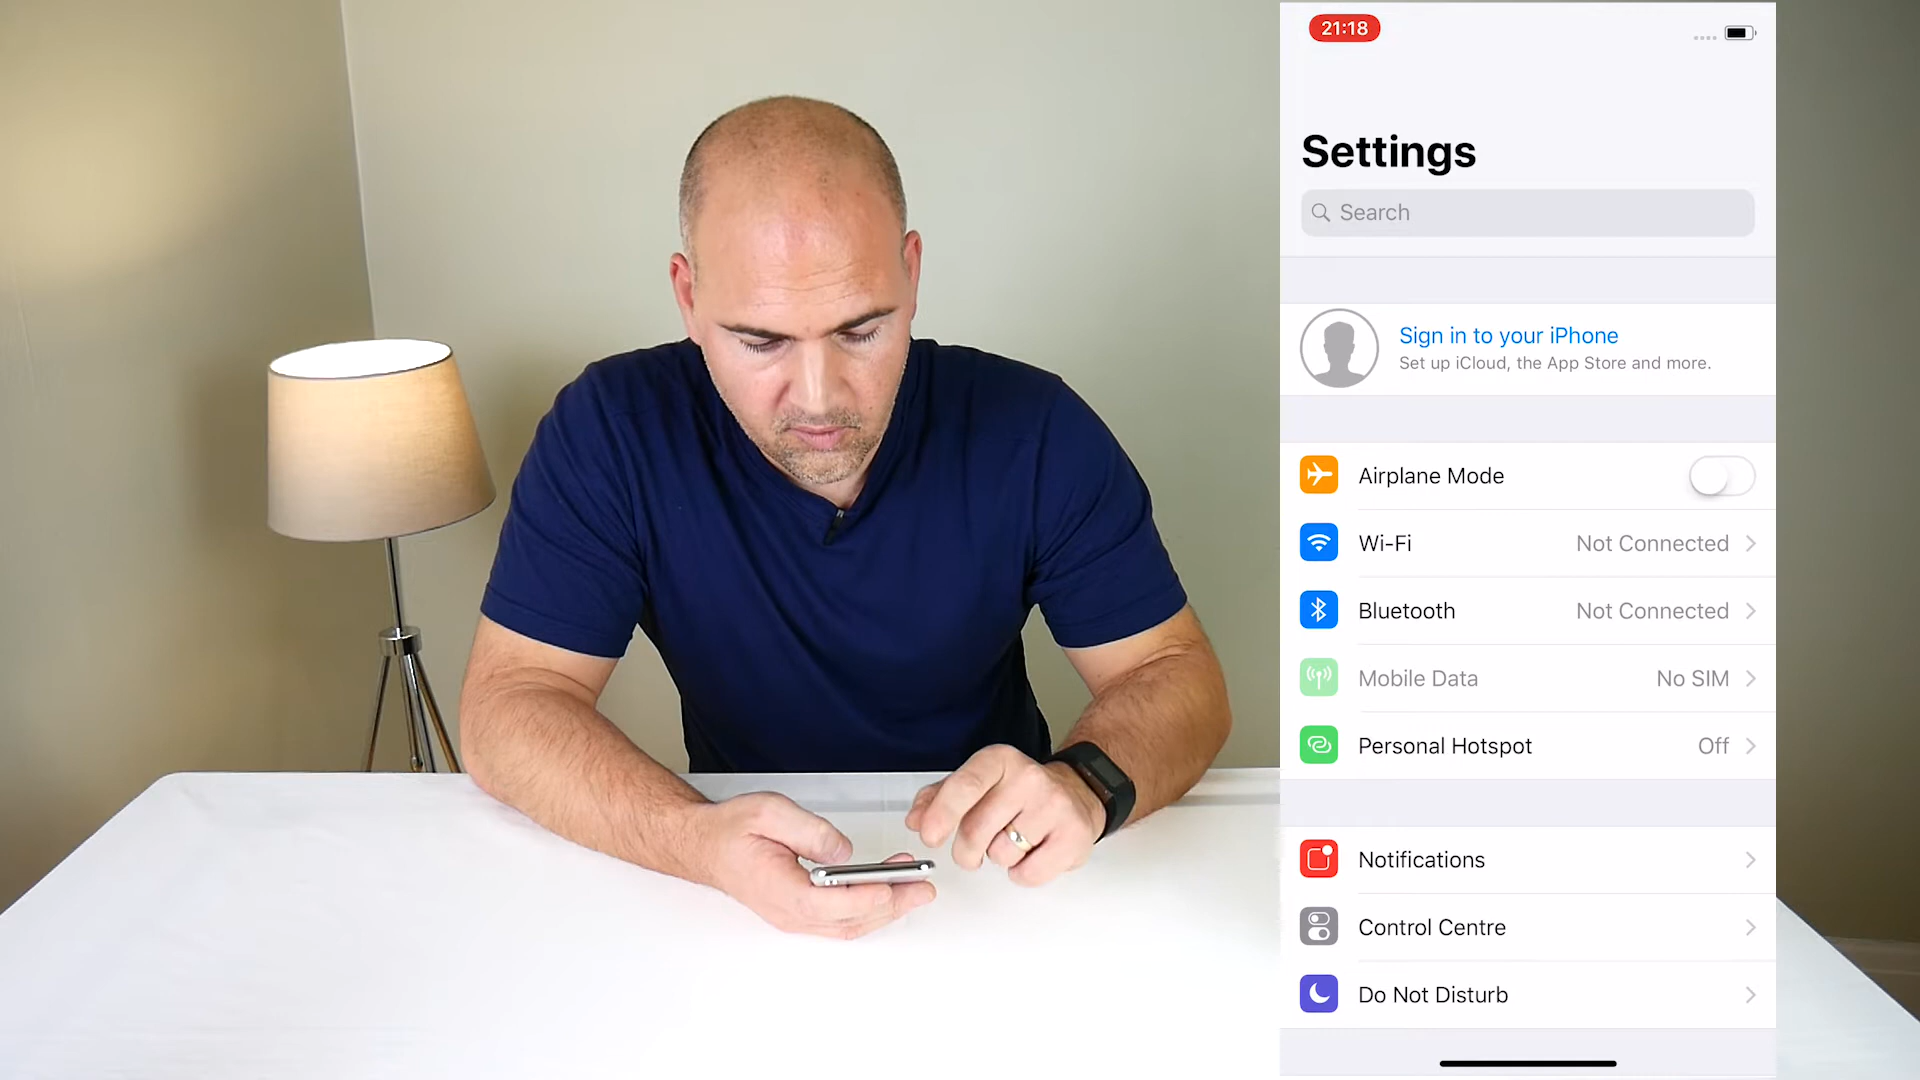 21:18
Settings
Search
Sign in to your iPhone
Set up iCloud, the App Store and more.
Airplane Mode
Wi-Fi Not Connected
Bluetooth Not Connected
Mobile Data No SIM
Personal Hotspot Off
Notifications
Control Centre
Do Not Disturb